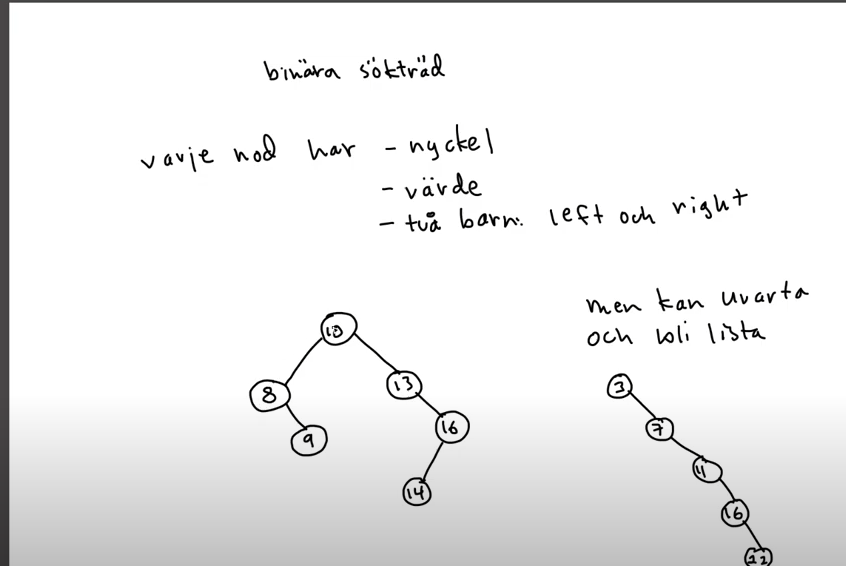 binära sökträd
varje nod har - nyckel
- värde
- två barn: left och right
men kan urarta
och bli lista
10
8
13
9
16
14
3
7
11
16
22